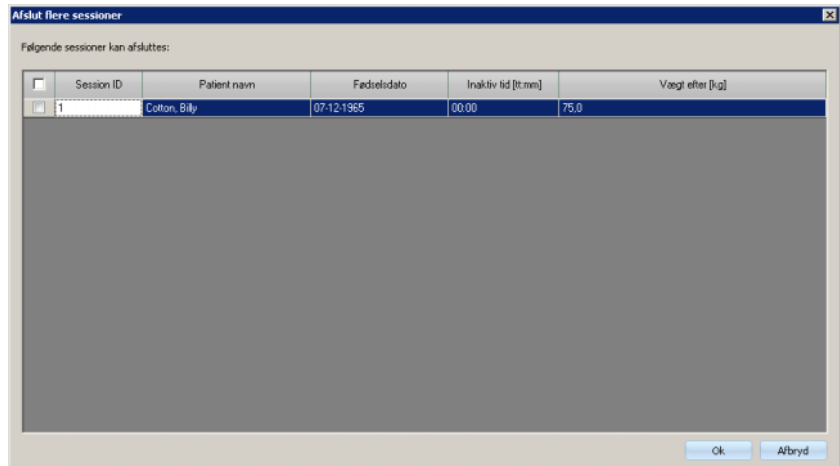 Afslut flere sessioner
Følgende sessioner kan afsluttes:
Session ID Patient navn Fødselsdato Inaktiv tid [tt:mm] Vægt efter [kg]
1 Cotton, Billy 07-12-1965 00:00 75,0
Ok Afbryd